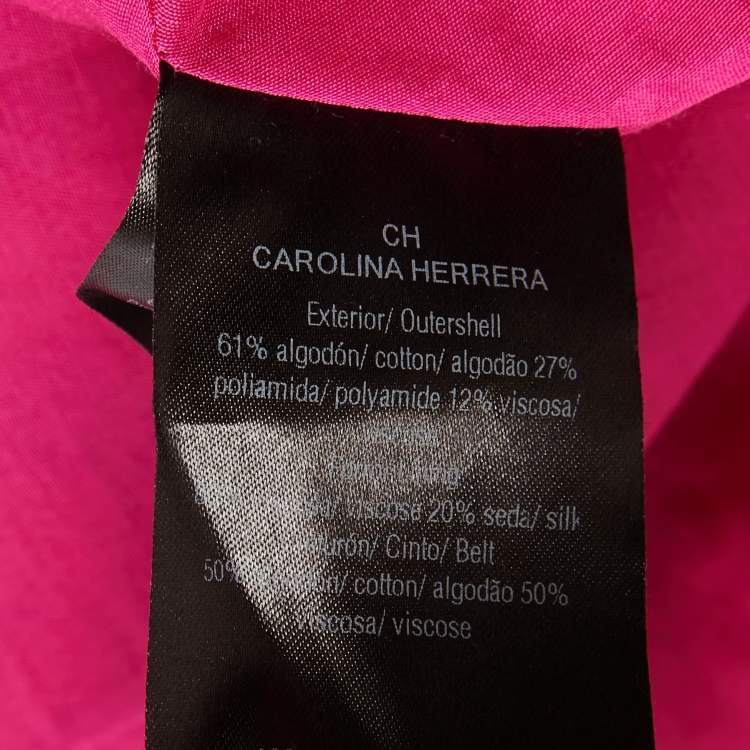 CH
CAROLINA HERRERA
Exterior/ Outershell
61% algodón/ cotton/ algodão 27%
poliamida/ polyamide 12% viscosa/
viscose 20% seda/ silk
Cinto/ Belt
50% cotton/ algodão 50%
viscosa/ viscose